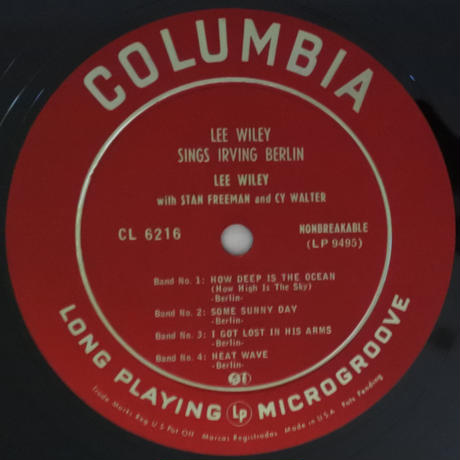 COLUMBIA
LEE WILEY
SINGS IRVING BERLIN
LEE WILEY
with STAN FREEMAN and CY WALTER
CL 6216
NONBREAKABLE
(LP 9495)
Band No. 1: HOW DEEP IS THE OCEAN
(How High Is The Sky)
-Berlin-
Band No. 2: SOME SUNNY DAY
-Berlin-
Band No. 3: I GOT LOST IN HIS ARMS
-Berlin-
Band No. 4: HEAT WAVE
-Berlin-
LONG PLAYING Lp MICROGROOVE
Trade Marks Reg U S Pat Off Marcas Registradas Made in U.S.A. Pats Pending